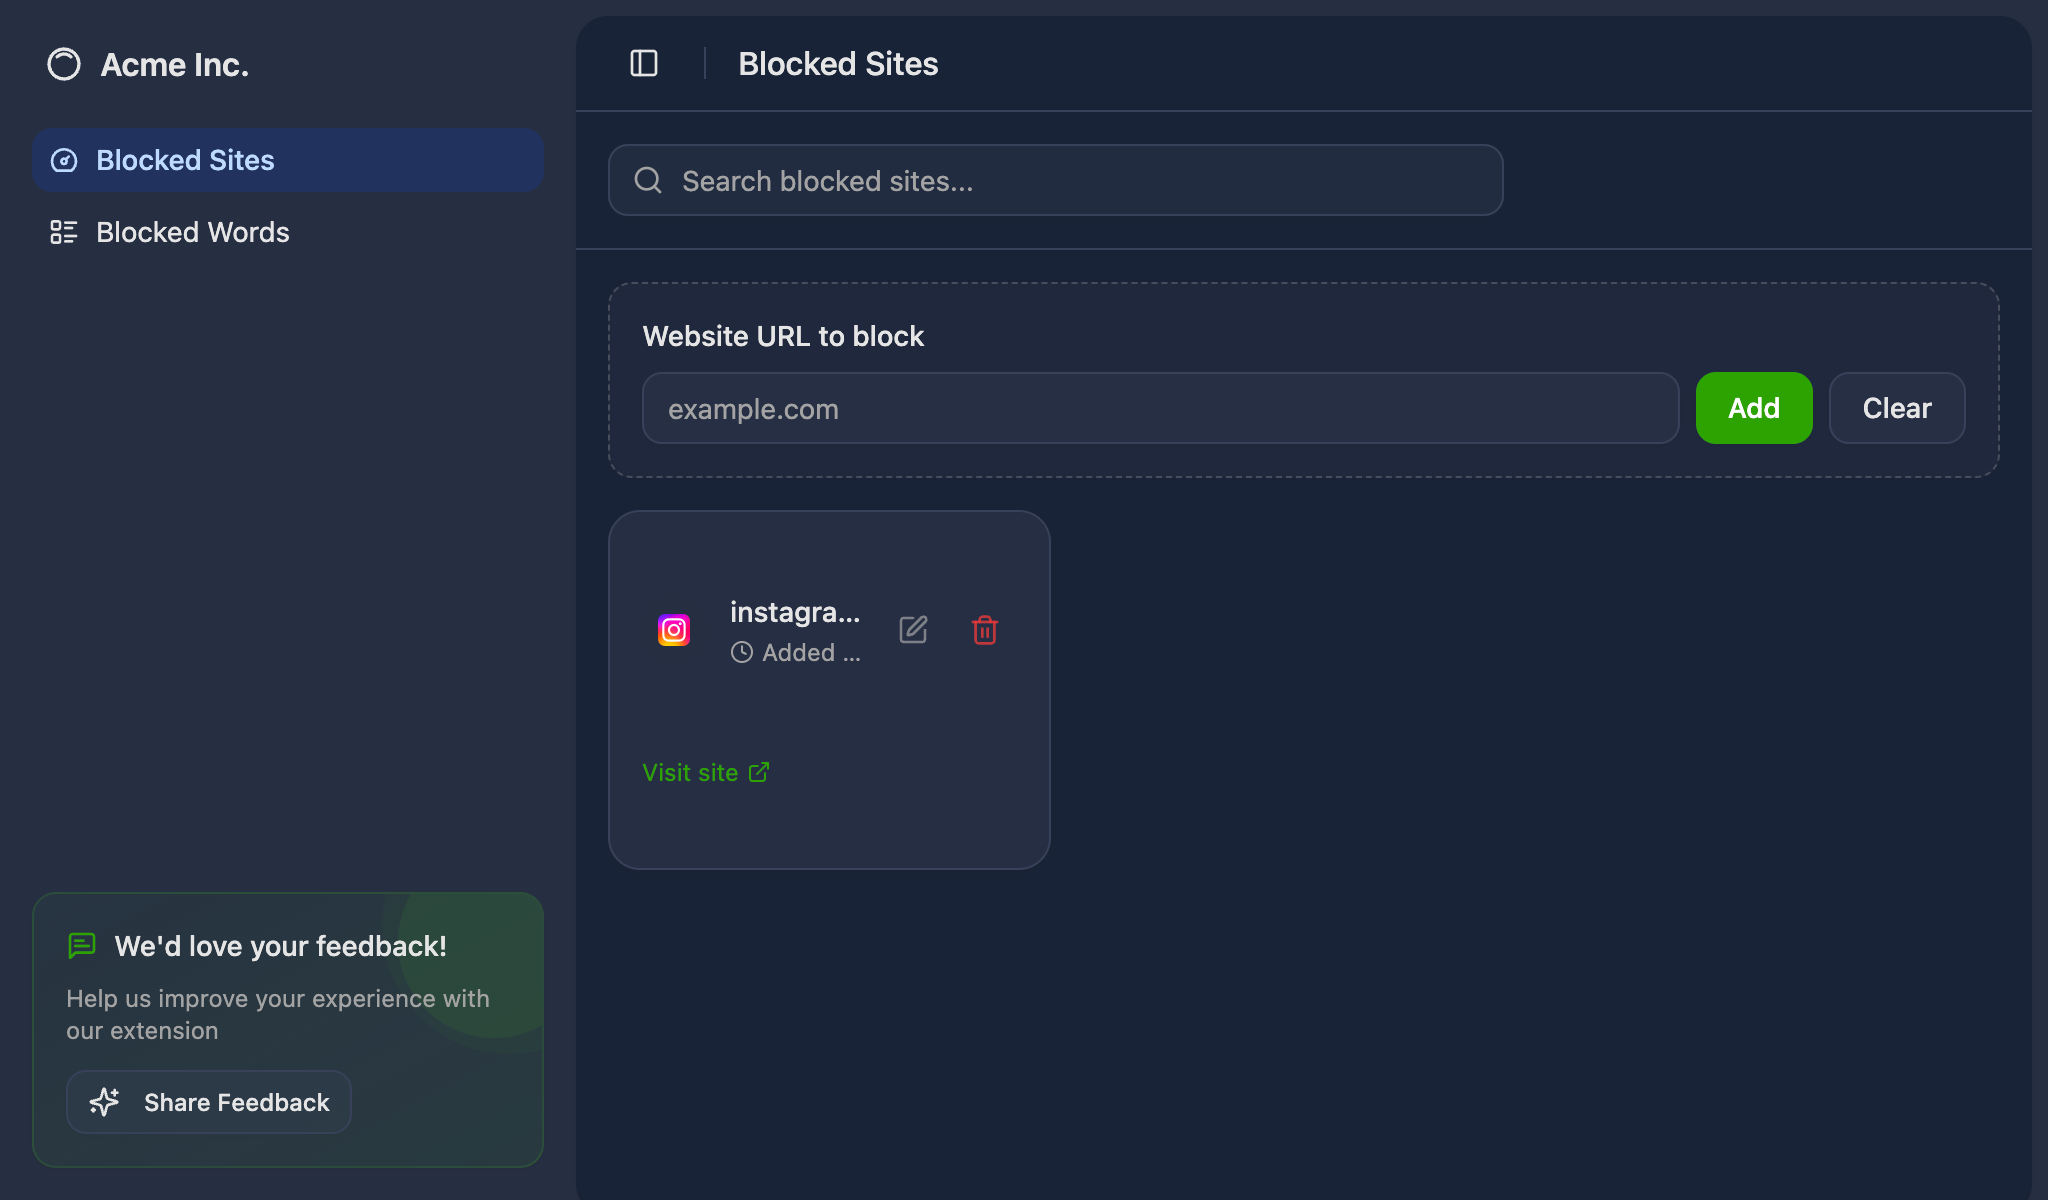 Acme Inc.
Blocked Sites
Blocked Words
Blocked Sites
Search blocked sites...
Website URL to block
example.com
Add
Clear
instagra...
Added ...
Visit site
We'd love your feedback!
Help us improve your experience with
our extension
Share Feedback